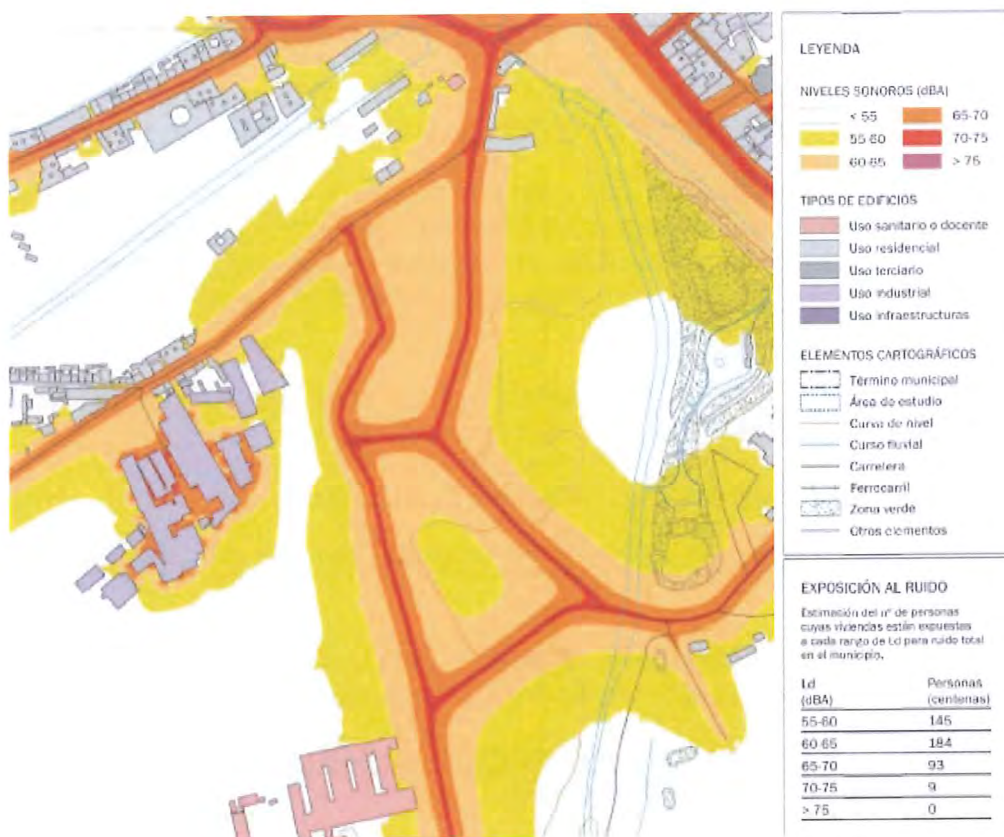 LEYENDA
NIVELES SONOROS (dBA)
< 55 65-70
55-60 70-75
60-65 > 75
TIPOS DE EDIFICIOS
Uso sanitario o docente
Uso residencial
Uso terciario
Uso industrial
Uso infraestructuras
ELEMENTOS CARTOGRÁFICOS
Término municipal
Área de estudio
Curva de nivel
Curso fluvial
Carretera
Ferrocarril
Zona verde
Otros elementos
EXPOSICIÓN AL RUIDO
Estimación del nº de personas
cuyas viviendas están expuestas
a cada rango de Ld para ruido total
en el municipio.
Ld Personas
(dBA) (centenas)
55-60 145
60-65 184
65-70 93
70-75 9
> 75 0